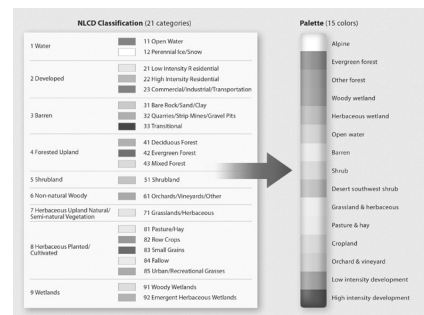 NLCD Classification (21 categories)
1 Water
11 Open Water
12 Perennial Ice/Snow
2 Developed
21 Low Intensity Residential
22 High Intensity Residential
23 Commercial/Industrial/Transportation
3 Barren
31 Bare Rock/Sand/Clay
32 Quarries/Strip Mines/Gravel Pits
33 Transitional
4 Forested Upland
41 Deciduous Forest
42 Evergreen Forest
43 Mixed Forest
5 Shrubland
51 Shrubland
6 Non-natural Woody
61 Orchards/Vineyards/Other
7 Herbaceous Upland Natural/
Semi-natural Vegetation
71 Grasslands/Herbaceous
8 Herbaceous Planted/
Cultivated
81 Pasture/Hay
82 Row Crops
83 Small Grains
84 Fallow
85 Urban/Recreational Grasses
9 Wetlands
91 Woody Wetlands
92 Emergent Herbaceous Wetlands
Palette (15 colors)
Alpine
Evergreen forest
Other forest
Woody wetland
Herbaceous wetland
Open water
Barren
Shrub
Desert southwest shrub
Grassland & herbaceous
Pasture & hay
Cropland
Orchard & vineyard
Low intensity development
High intensity development